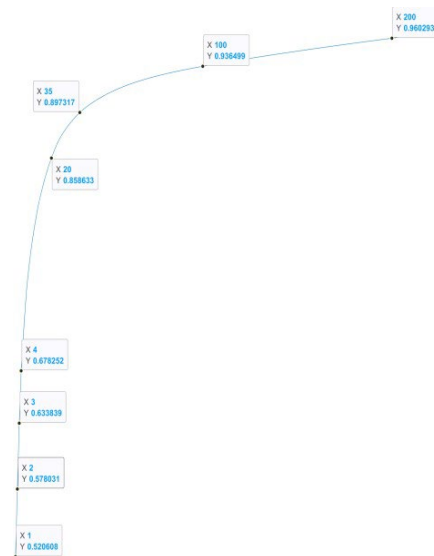 X 200
Y 0.960293
X 100
Y 0.936499
X 35
Y 0.897317
X 20
Y 0.858633
X 4
Y 0.678252
X 3
Y 0.633839
X 2
Y 0.578031
X 1
Y 0.520608